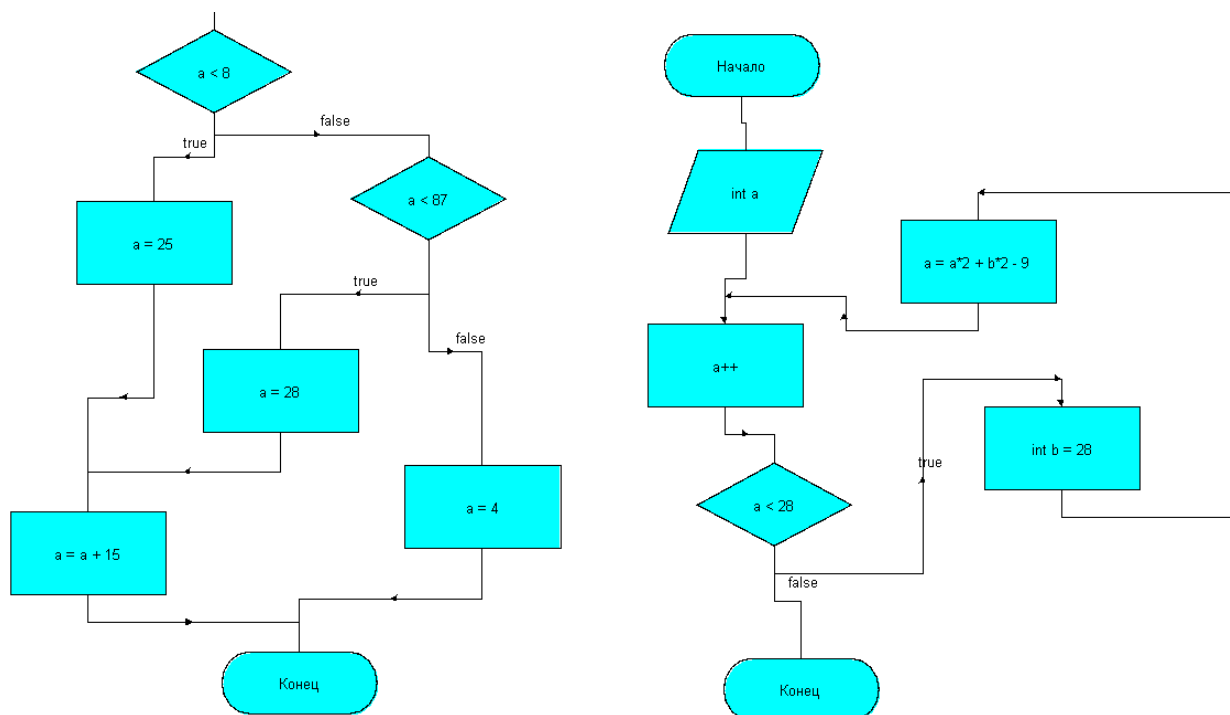 a < 8
false
true
a < 87
a = 25
true
false
a = 28
a = 4
a = a + 15
Конец
Начало
int a
a = a*2 + b*2 - 9
a++
int b = 28
true
a < 28
false
Конец